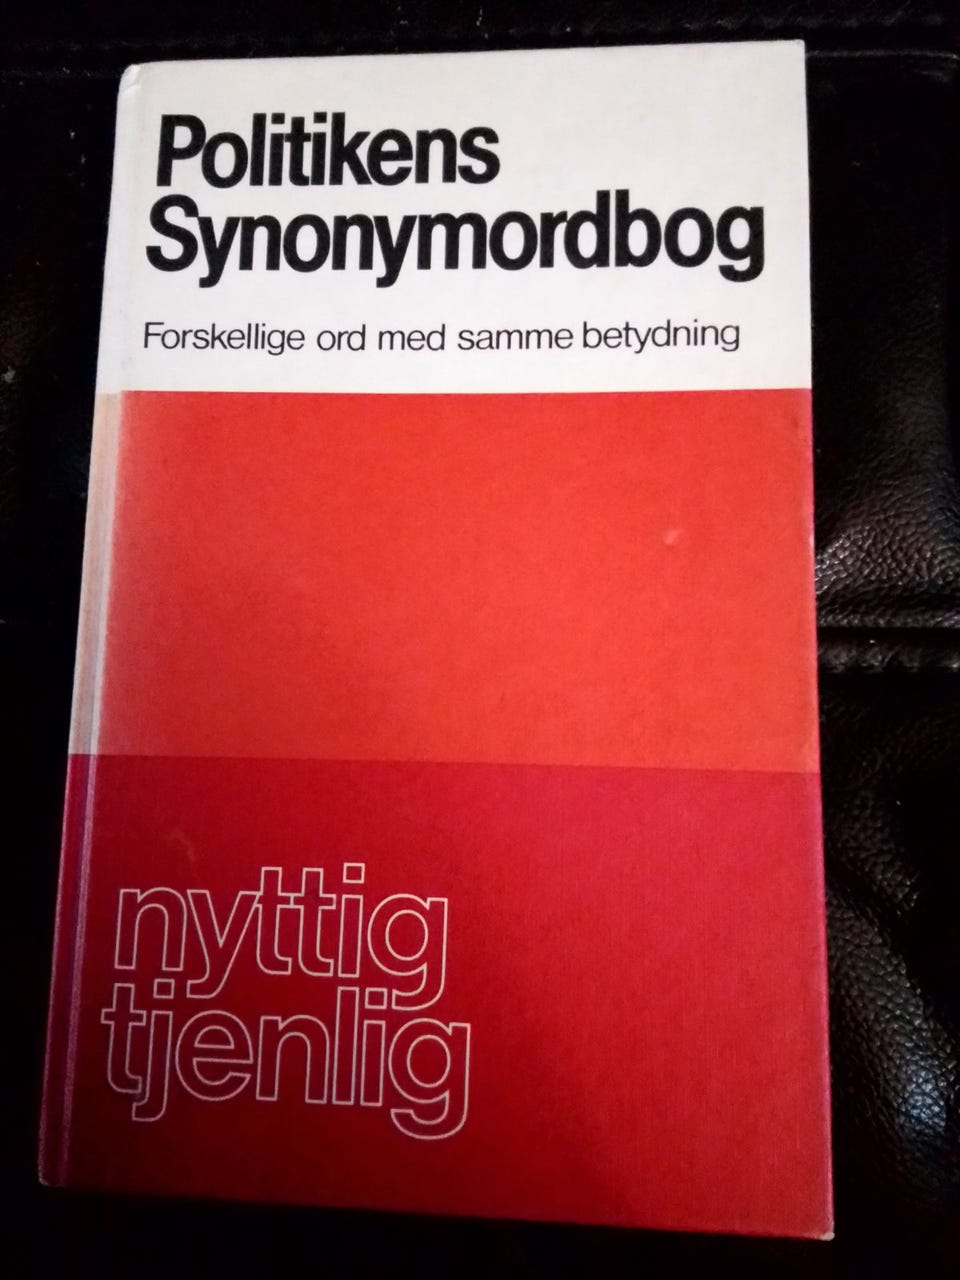 Politikens
Synonymordbog
Forskellige ord med samme betydning
nyttig
tjenlig